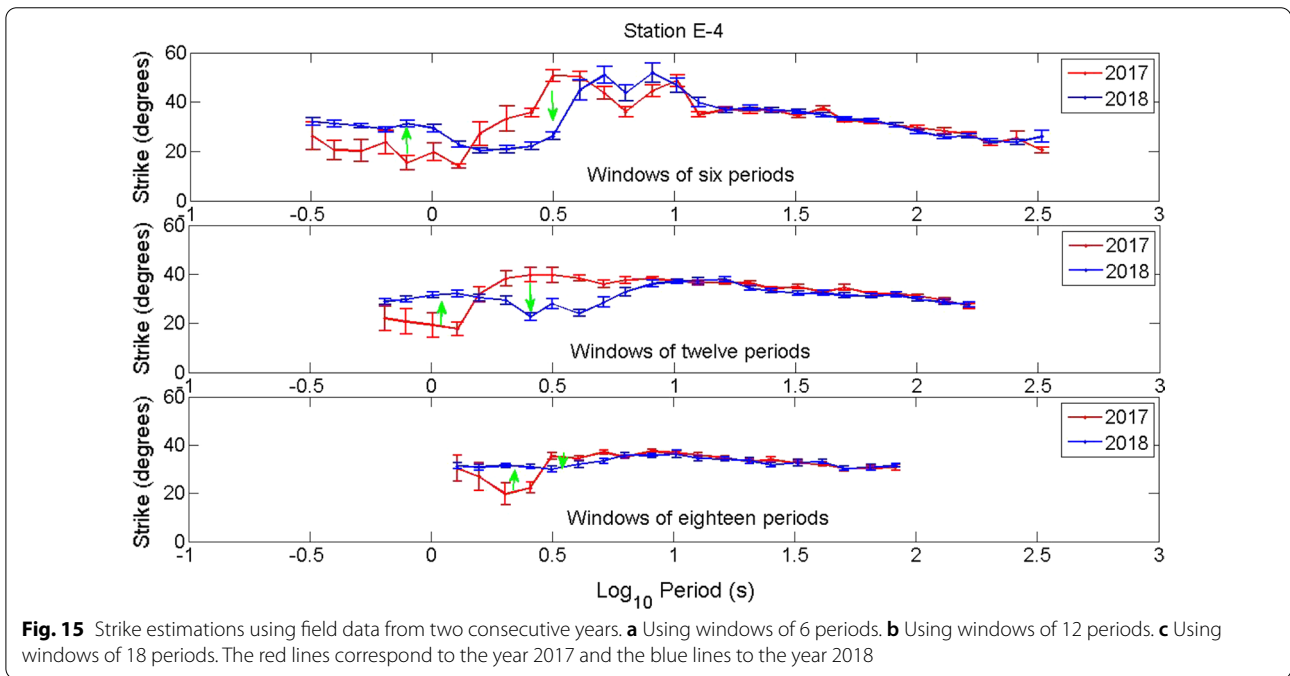 Station E-4
60
40
20
0
Strike (degrees)
2017
2018
Windows of six periods
-1 -0.5 0 0.5 1 1.5 2 2.5 3
60
40
20
0
Strike (degrees)
2017
2018
Windows of twelve periods
-1 -0.5 0 0.5 1 1.5 2 2.5 3
60
40
20
0
Strike (degrees)
2017
2018
Windows of eighteen periods
-1 -0.5 0 0.5 1 1.5 2 2.5 3
Log10 Period (s)
Fig. 15 Strike estimations using field data from two consecutive years. a Using windows of 6 periods. b Using windows of 12 periods. c Using
windows of 18 periods. The red lines correspond to the year 2017 and the blue lines to the year 2018